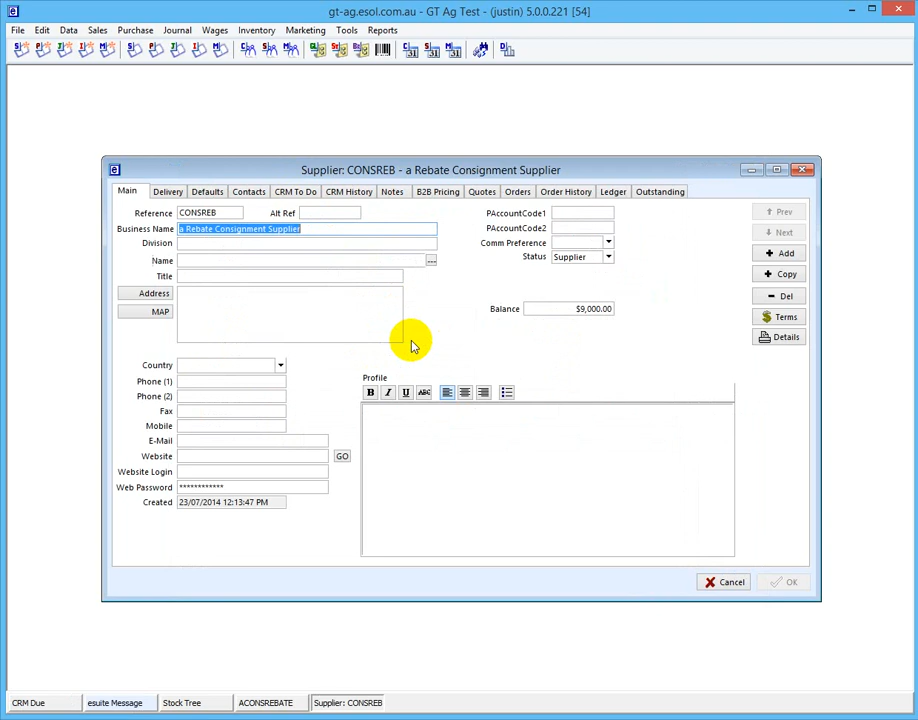 gt-ag.esol.com.au - GT Ag Test - (justin) 5.0.0.221 [54]
File Edit Data Sales Purchase Journal Wages Inventory Marketing Tools Reports
Supplier: CONSREB - a Rebate Consignment Supplier
Main Delivery Defaults Contacts CRM To Do CRM History Notes B2B Pricing Quotes Orders Order History Ledger Outstanding
Reference CONSREB Alt Ref PAccountCode1 Prev
Business Name a Rebate Consignment Supplier PAccountCode2 Next
Division Comm Preference
Name Status Supplier Add
Title Copy
Address Del
MAP Balance $9,000.00 Terms
Details
Country
Phone (1) Profile
Phone (2) B I U ABC
Fax
Mobile
E-Mail
Website GO
Website Login
Web Password ************
Created 23/07/2014 12:13:47 PM
Cancel OK
CRM Due esuite Message Stock Tree ACONSREBATE Supplier: CONSREB